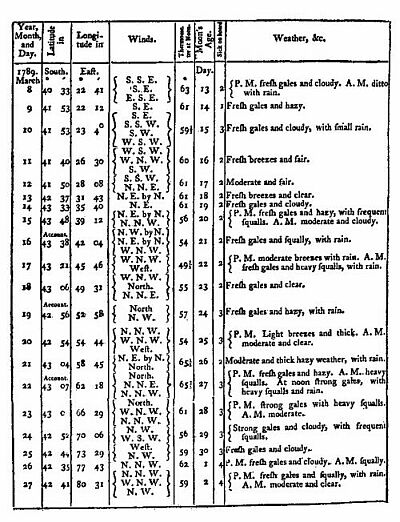 Year, Month, and Day. Latitude in Longitude in Winds. Thermometer at Noon. Moon's Age. Sick on board Weather, &c.
1789. South. East. Day.
March S. S. E.
8 40 33 22 41 S. E. 63 13 2 P. M. fresh gales and cloudy. A. M. ditto
E. S. E. with rain.
9 41 53 22 12 S. E. 61 14 1 Fresh gales and hazy.
S. E.
10 41 53 23 4 S. S. W. 59½ 15 3 Fresh gales and cloudy, with small rain.
S. W.
W. S. W.
W. S. W.
11 41 40 26 30 W. N. W. 60 16 2 Fresh breezes and fair.
S. W.
S. S. W.
12 41 50 28 08 N. N. E. 61 17 2 Moderate and fair.
13 42 37 31 43 N. E. by N. 61 18 2 Fresh breezes and clear.
14 43 33 35 40 N. E. 61 19 2 Fresh gales and cloudy.
15 43 48 39 12 N. E. by N. 56 20 2 P. M. fresh gales and hazy, with frequent
N. N. W. squalls. A. M. moderate and cloudy.
Account. N. W. by N.
16 43 38 42 04 N. E. by N. 54 21 2 Fresh gales and squally, with rain.
W. N. W.
17 43 21 45 46 W. N. W. 49½ 22 2 P. M. moderate breezes with rain. A. M.
West. fresh gales and heavy squalls, with rain.
18 43 06 49 31 North. 55 23 2 Fresh gales and clear.
N. N. E.
Account.
19 42 56 52 58 North 57 24 3 Fresh gales and hazy, with rain.
N. W.
20 42 54 54 44 N. N. W. 54 25 3 P. M. Light breezes and thick. A. M.
W. N. W. moderate and clear.
West.
21 43 04 58 45 N. E. by N. 65½ 26 2 Moderate and thick hazy weather, with rain.
North.
Account. North. P. M. fresh gales and hazy. A. M. heavy
22 43 07 62 18 N. N. E. 65 27 3 squalls. At noon strong gales, with
N. N. W. heavy squalls and rain.
23 43 0 66 29 North. 61 28 3 P. M. strong gales with heavy squalls.
W. N. W. A. M. moderate.
N. N. W.
24 42 52 70 06 N. W. 56 29 3 Strong gales and cloudy, with frequent
W. S. W. squalls.
25 42 44 73 29 N. W. 59 30 3 Fresh gales and cloudy.
26 42 35 77 43 N. N. W. 62 1 4 P. M. fresh gales and cloudy. A. M. squally.
27 42 41 80 31 N. N. W. 59 2 4 P. M. fresh gales and squally, with rain.
W. N. W. A. M. moderate and clear.
N. W.